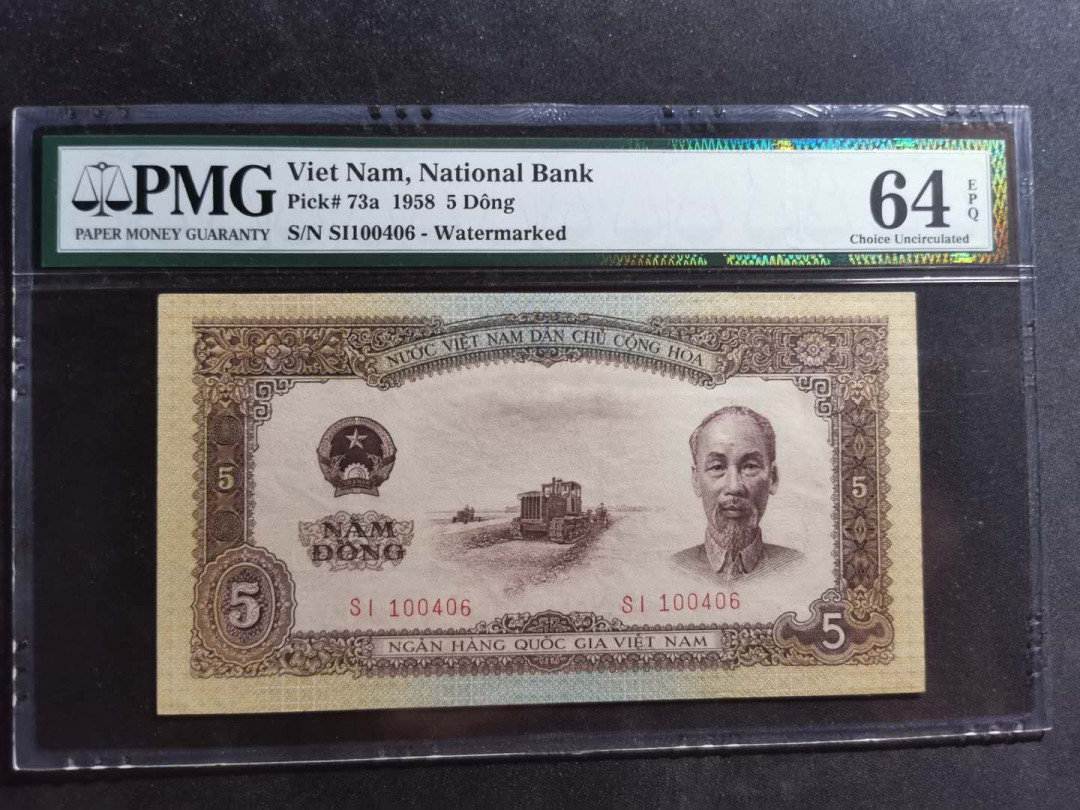 PMG
PAPER MONEY GUARANTY
Viet Nam, National Bank
Pick# 73a 1958 5 Dông
S/N SI100406 - Watermarked
64 EPQ
Choice Uncirculated
NƯỚC VIỆT NAM DÂN CHỦ CỘNG HÒA
5
5
NĂM
ĐỒNG
SI 100406
SI 100406
5
5
NGÂN HÀNG QUỐC GIA VIỆT NAM